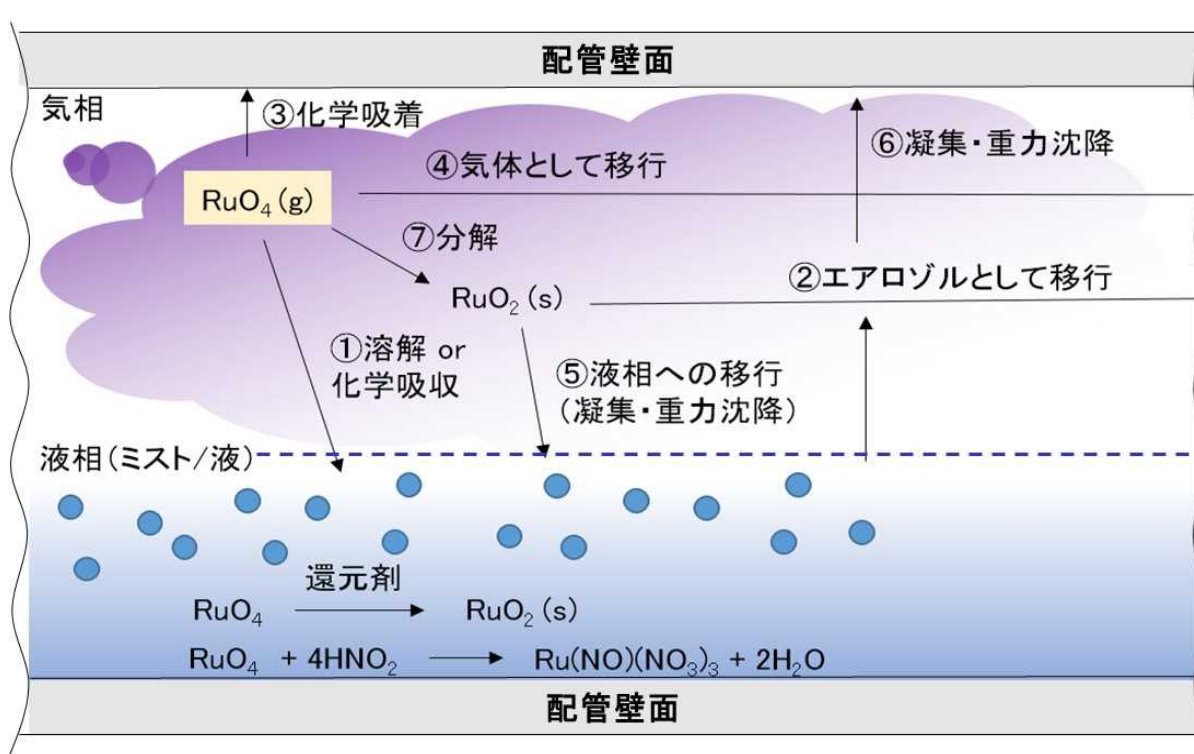 配管壁面
気相
③化学吸着
④気体として移行
⑥凝集・重力沈降
RuO₄(g)
⑦分解
RuO₂(s)
②エアロゾルとして移行
①溶解 or
化学吸収
⑤液相への移行
(凝集・重力沈降)
液相(ミスト/液)
還元剤
RuO₄
RuO₂(s)
RuO₄ + 4HNO₂
Ru(NO)(NO₃)₃ + 2H₂O
配管壁面